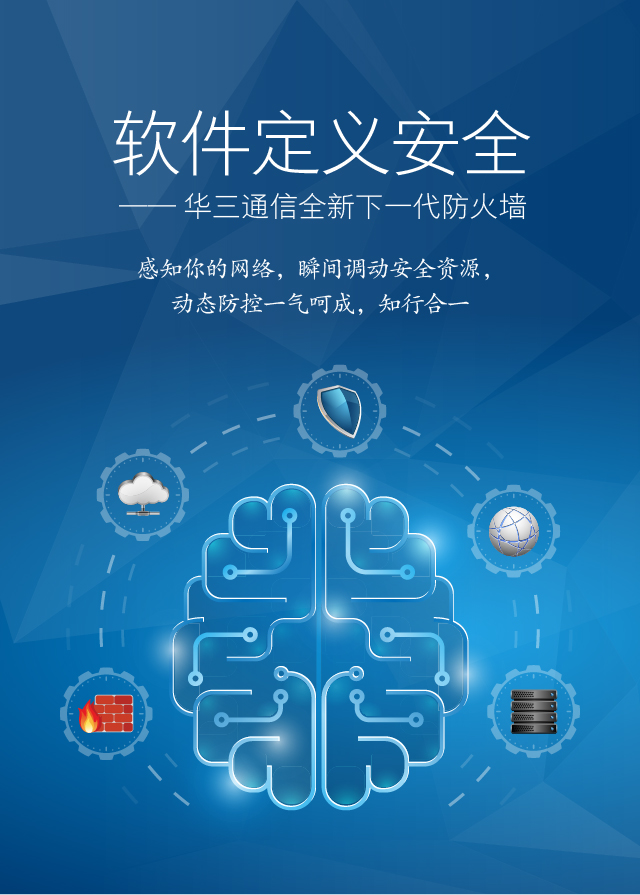 软件定义安全
—— 华三通信全新下一代防火墙
感知你的网络，瞬间调动安全资源，
动态防控一气呵成，知行合一